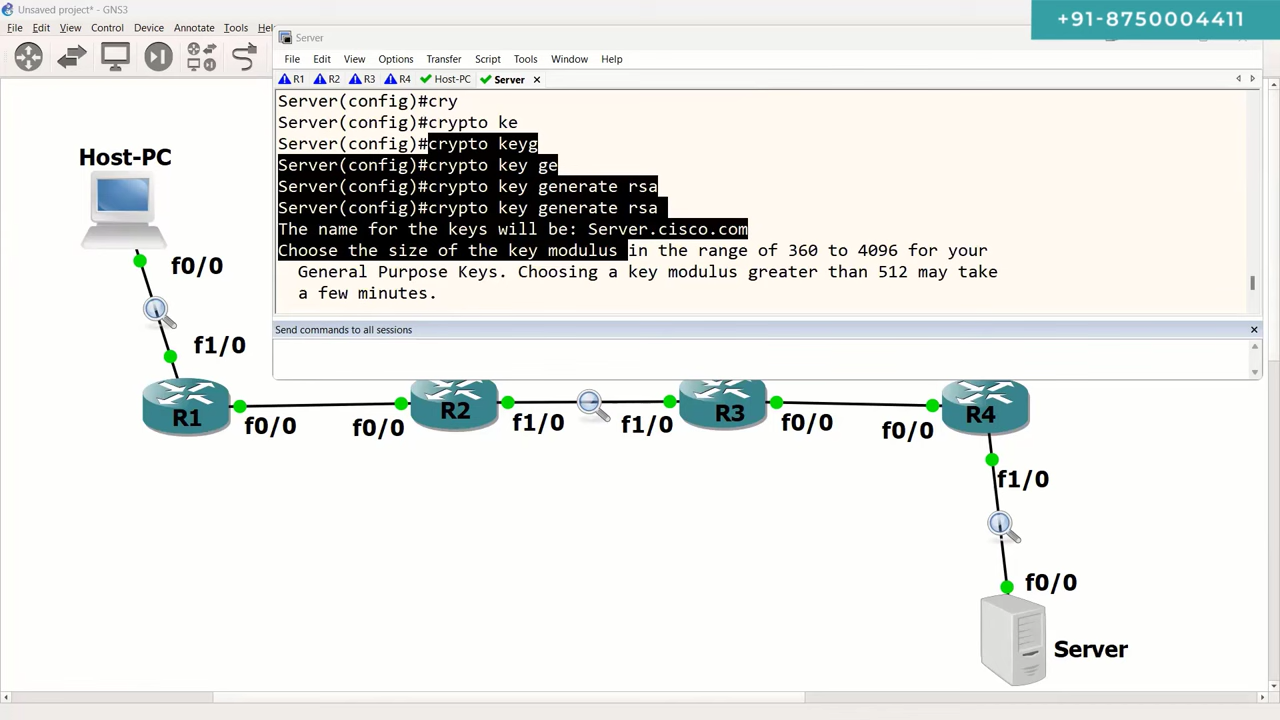 Unsaved project* - GNS3
File Edit View Control Device Annotate Tools Hel
+91-8750004411
Server
File Edit View Options Transfer Script Tools Window Help
R1 R2 R3 R4 Host-PC Server
Server(config)#cry
Server(config)#crypto ke
Server(config)#crypto keyg
Server(config)#crypto key ge
Server(config)#crypto key generate rsa
Server(config)#crypto key generate rsa
The name for the keys will be: Server.cisco.com
Choose the size of the key modulus in the range of 360 to 4096 for your
General Purpose Keys. Choosing a key modulus greater than 512 may take
a few minutes.
Send commands to all sessions
Host-PC
f0/0
f1/0
R1
f0/0
f0/0
R2
f1/0
f1/0
R3
f0/0
f0/0
R4
f1/0
f0/0
Server